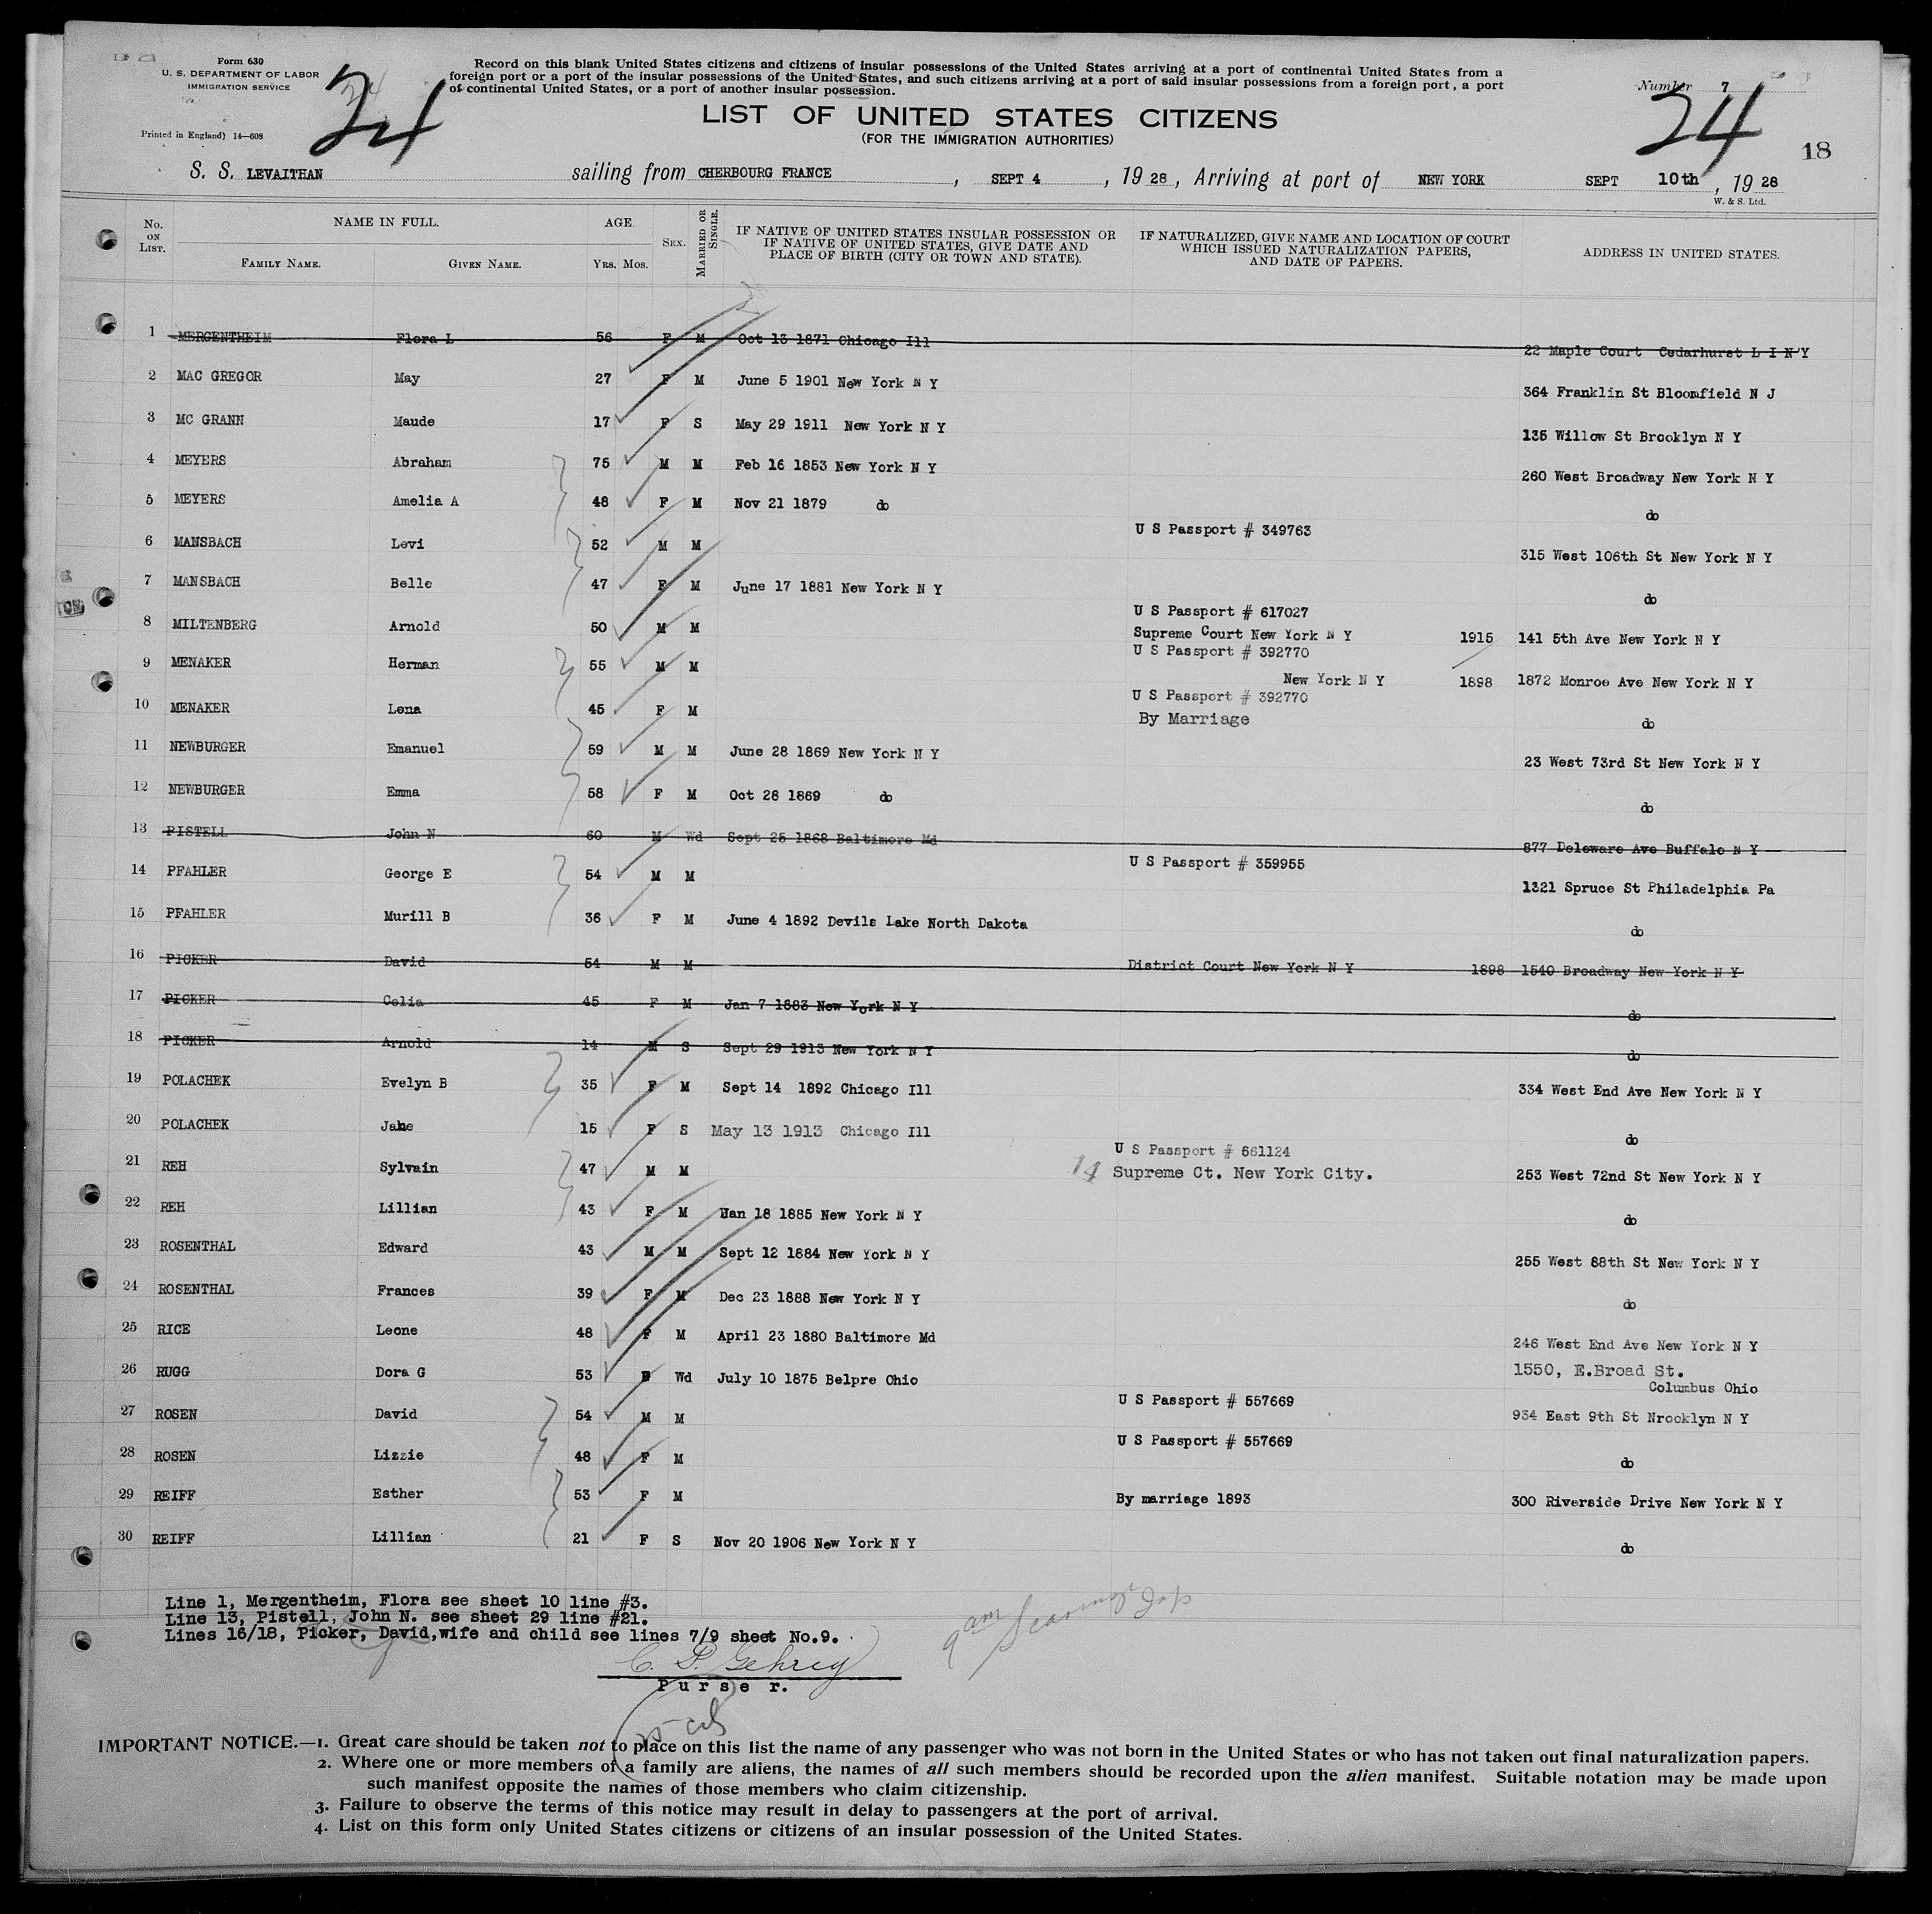 Form 630
U. S. DEPARTMENT OF LABOR
IMMIGRATION SERVICE
Printed in England) 14—608
24
Record on this blank United States citizens and citizens of insular possessions of the United States arriving at a port of continental United States from a
foreign port or a port of the insular possessions of the United States, and such citizens arriving at a port of said insular possessions from a foreign port, a port
of continental United States, or a port of another insular possession.
Number 7
24
18
LIST OF UNITED STATES CITIZENS
(FOR THE IMMIGRATION AUTHORITIES)
S. S. LEVAITHAN sailing from CHERBOURG FRANCE, SEPT 4, 19 28, Arriving at port of NEW YORK SEPT 10th, 19 28
W. & S. Ltd.
No. ON LIST. NAME IN FULL. FAMILY NAME. GIVEN NAME. AGE. YRS. MOS. SEX. MARRIED OR SINGLE. IF NATIVE OF UNITED STATES INSULAR POSSESSION OR IF NATIVE OF UNITED STATES, GIVE DATE AND PLACE OF BIRTH (CITY OR TOWN AND STATE). IF NATURALIZED, GIVE NAME AND LOCATION OF COURT WHICH ISSUED NATURALIZATION PAPERS, AND DATE OF PAPERS. ADDRESS IN UNITED STATES.
1 MERGENTHEIM Flora L 56 F M Oct 13 1871 Chicago Ill 22 Maple Court Cedarhurst L I N Y
2 MAC GREGOR May 27 F M June 5 1901 New York N Y 364 Franklin St Bloomfield N J
3 MC GRANN Maude 17 F S May 29 1911 New York N Y 135 Willow St Brooklyn N Y
4 MEYERS Abraham 75 M M Feb 16 1853 New York N Y 260 West Broadway New York N Y
5 MEYERS Amelia A 48 F M Nov 21 1879 do do
6 MANSBACH Levi 52 M M U S Passport # 349763 315 West 106th St New York N Y
7 MANSBACH Belle 47 F M June 17 1881 New York N Y do
U S Passport # 617027
8 MILTENBERG Arnold 50 M M Supreme Court New York N Y 1915 141 5th Ave New York N Y
U S Passport # 392770
9 MENAKER Herman 55 M M New York N Y 1898 1872 Monroe Ave New York N Y
U S Passport # 392770
10 MENAKER Lena 45 F M By Marriage do
11 NEWBURGER Emanuel 59 M M June 28 1869 New York N Y 23 West 73rd St New York N Y
12 NEWBURGER Emma 58 F M Oct 28 1869 do do
13 PISTELL John N 60 M Wd Sept 25 1868 Baltimore Md 877 Deleware Ave Buffalo N Y
14 PFAHLER George E 54 M M U S Passport # 359955 1321 Spruce St Philadelphia Pa
15 PFAHLER Murill B 36 F M June 4 1892 Devils Lake North Dakota do
16 PICKER David 54 M M District Court New York N Y 1898 1540 Broadway New York N Y
17 PICKER Celia 45 F M Jan 7 1883 New York N Y do
18 PICKER Arnold 14 M S Sept 29 1913 New York N Y do
19 POLACHEK Evelyn B 35 F M Sept 14 1892 Chicago Ill 334 West End Ave New York N Y
20 POLACHEK Jane 15 F S May 13 1913 Chicago Ill do
U S Passport # 661124
21 REH Sylvain 47 M M 14 Supreme Ct. New York City. 253 West 72nd St New York N Y
22 REH Lillian 43 F M Jan 18 1885 New York N Y do
23 ROSENTHAL Edward 43 M M Sept 12 1884 New York N Y 255 West 88th St New York N Y
24 ROSENTHAL Frances 39 F M Dec 23 1888 New York N Y do
25 RICE Leone 48 F M April 23 1880 Baltimore Md 246 West End Ave New York N Y
26 RUGG Dora G 53 F Wd July 10 1875 Belpre Ohio 1550, E.Broad St.
Columbus Ohio
27 ROSEN David 54 M M U S Passport # 557669 934 East 9th St Nrooklyn N Y
28 ROSEN Lizzie 48 F M U S Passport # 557669 do
29 REIFF Esther 53 F M By marriage 1893 300 Riverside Drive New York N Y
30 REIFF Lillian 21 F S Nov 20 1906 New York N Y do
Line 1, Mergentheim, Flora see sheet 10 line #3.
Line 13, Pistell, John N. see sheet 29 line #21.
Lines 16/18, Picker, David,wife and child see lines 7/9 sheet No.9.
C. P. Gehrig
Purser.
IMPORTANT NOTICE.—1. Great care should be taken not to place on this list the name of any passenger who was not born in the United States or who has not taken out final naturalization papers.
2. Where one or more members of a family are aliens, the names of all such members should be recorded upon the alien manifest. Suitable notation may be made upon
such manifest opposite the names of those members who claim citizenship.
3. Failure to observe the terms of this notice may result in delay to passengers at the port of arrival.
4. List on this form only United States citizens or citizens of an insular possession of the United States.